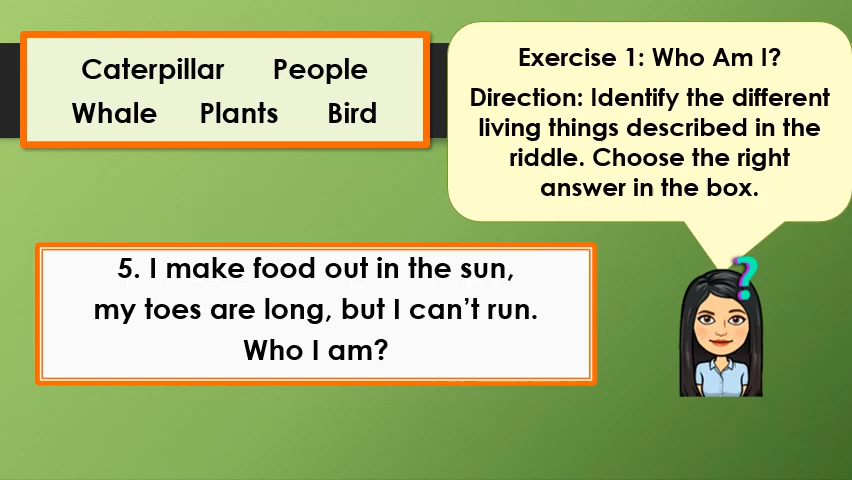 Caterpillar People
Whale Plants Bird
Exercise 1: Who Am I?
Direction: Identify the different
living things described in the
riddle. Choose the right
answer in the box.
5. I make food out in the sun,
my toes are long, but I can’t run.
Who I am?
?